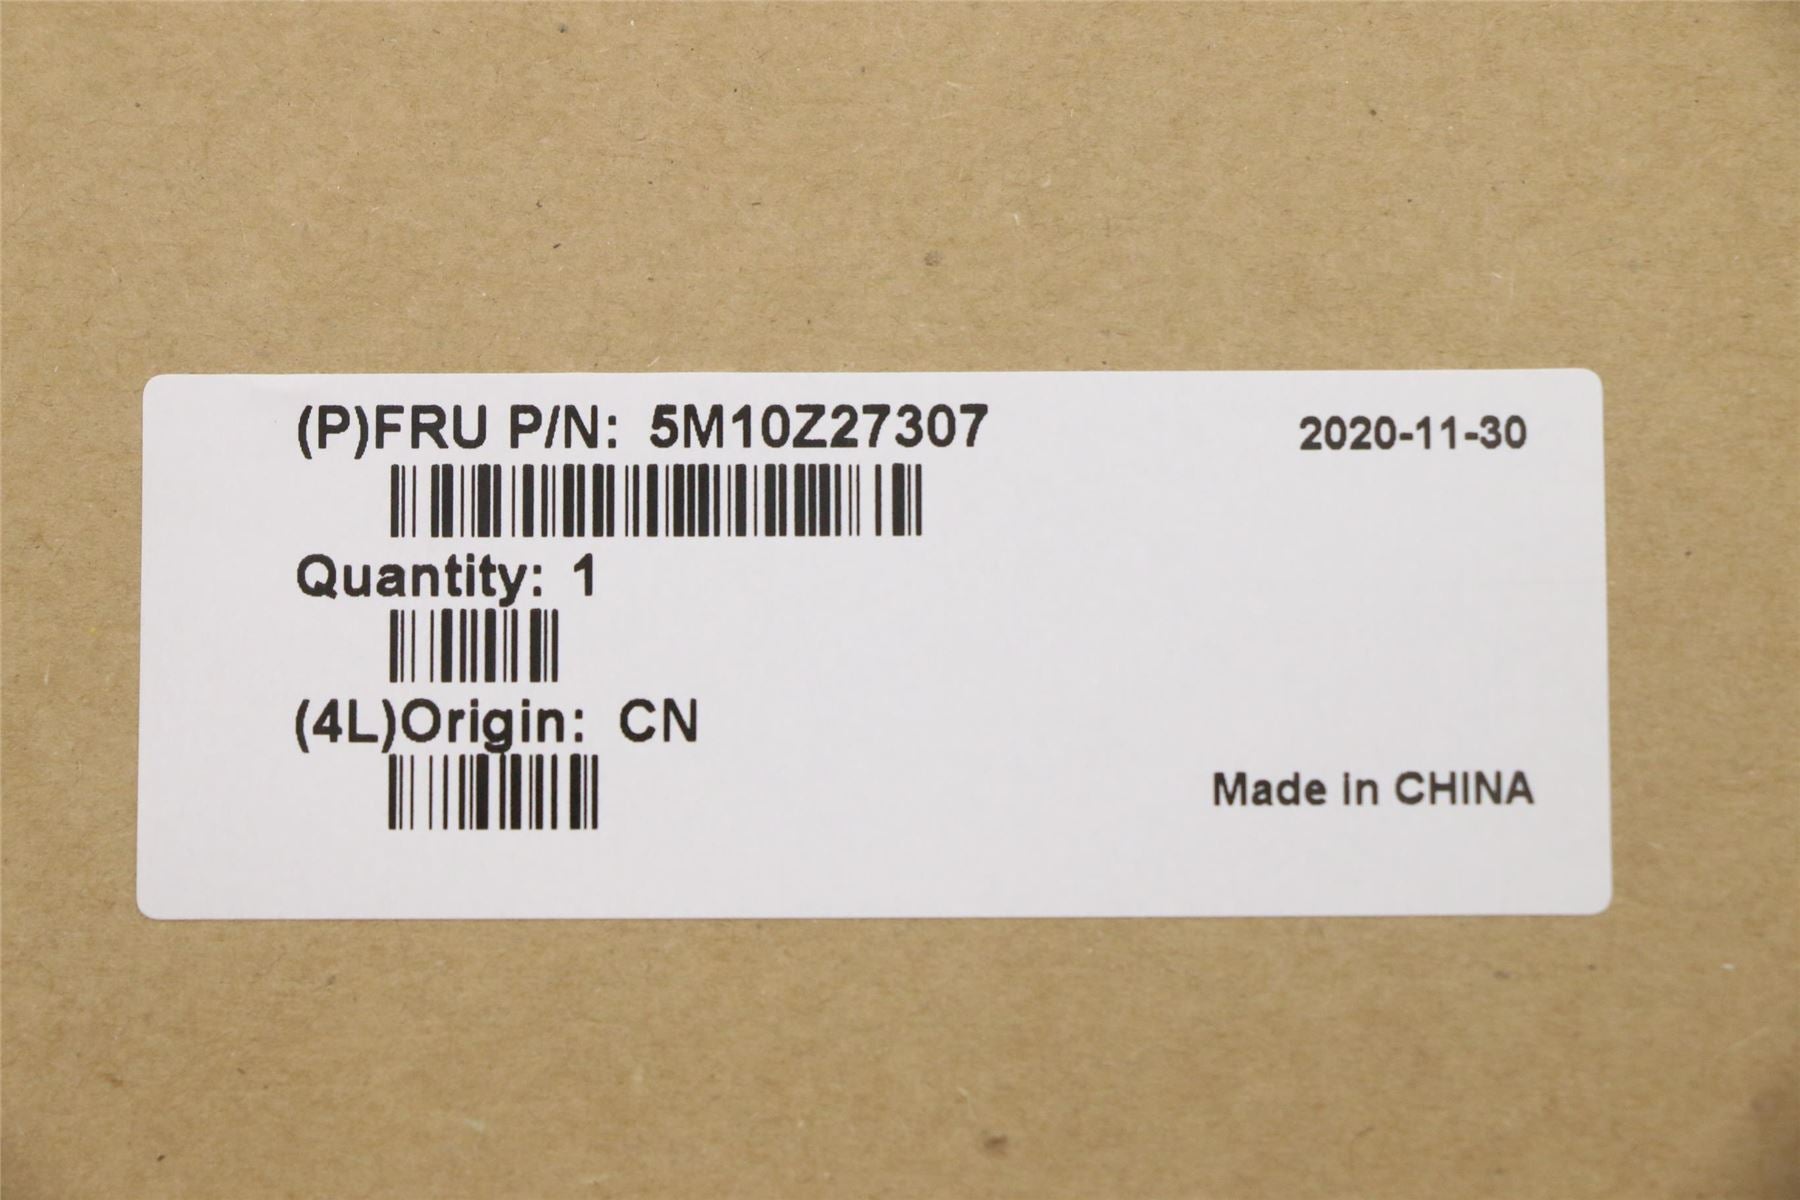 (P)FRU P/N: 5M10Z27307
2020-11-30
Quantity: 1
(4L)Origin: CN
Made in CHINA